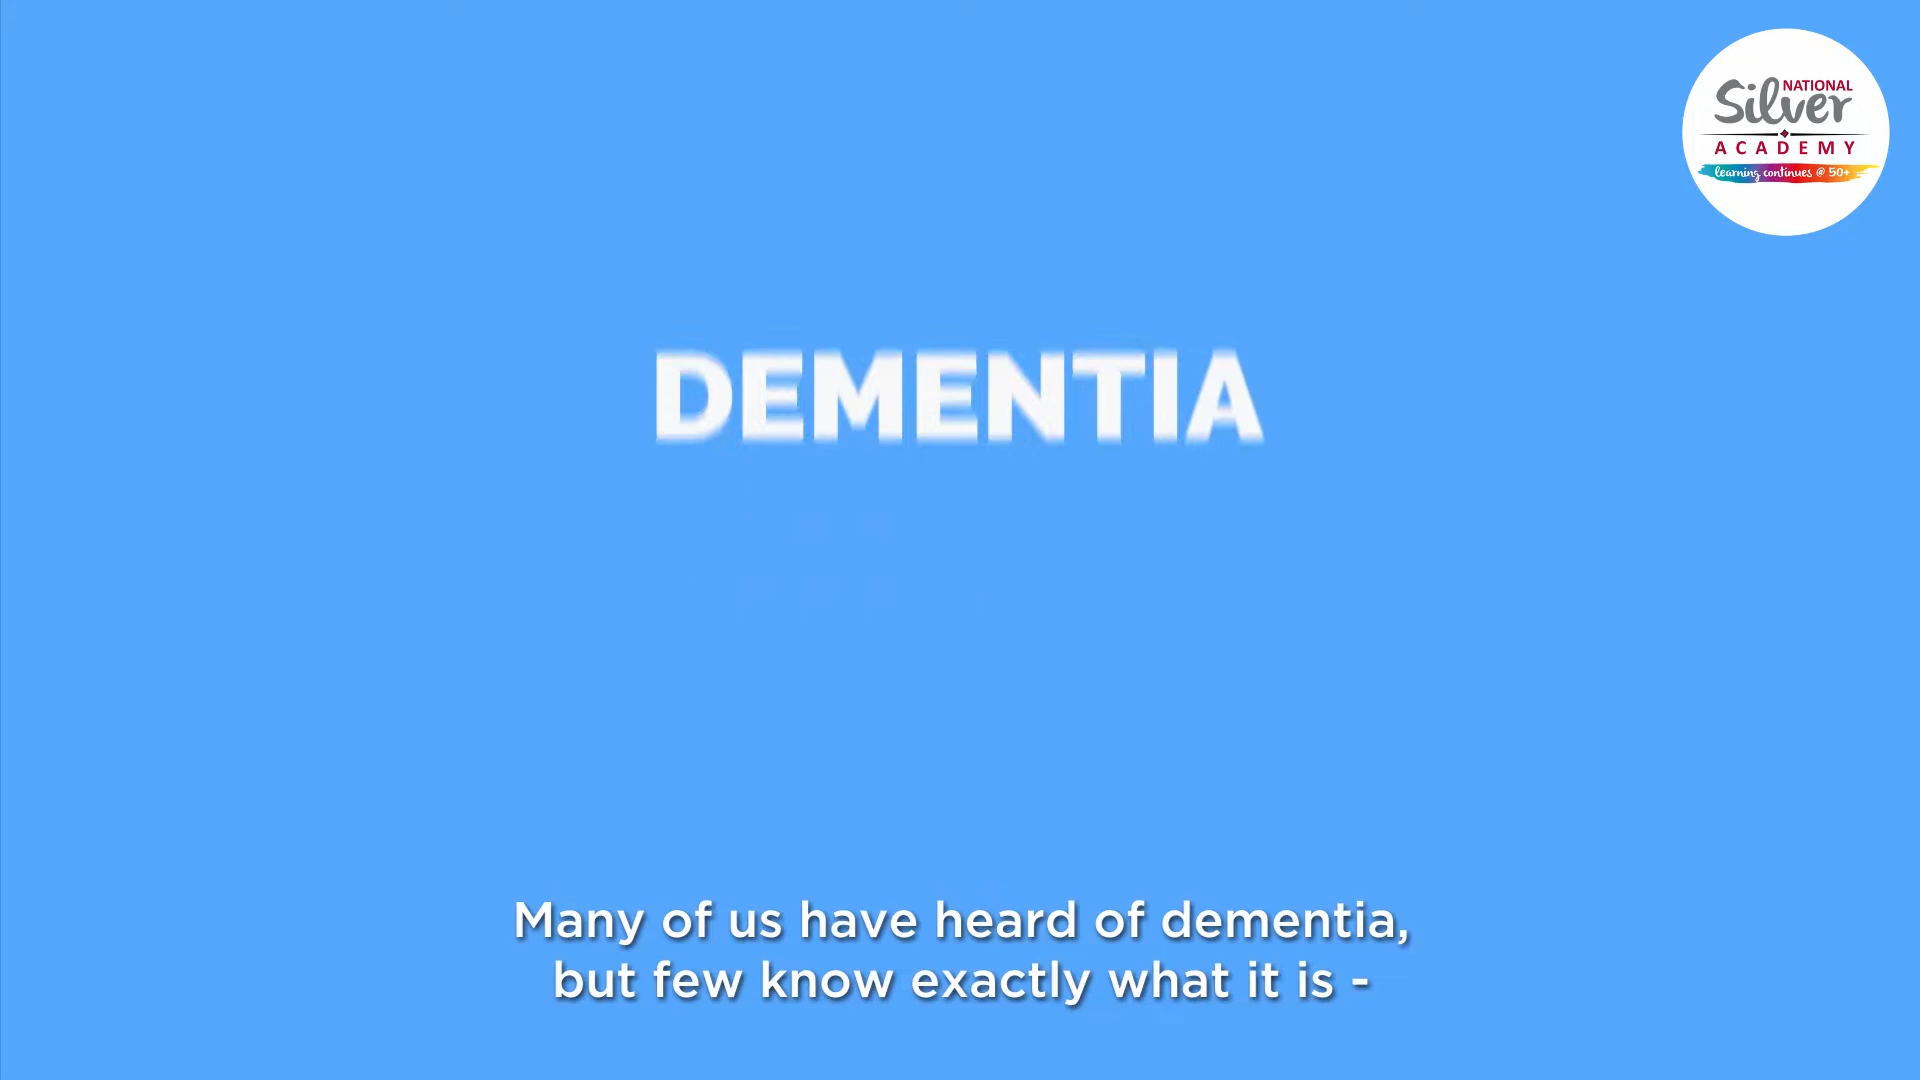 NATIONAL
Silver
ACADEMY
learning continues @ 50+
DEMENTIA
Many of us have heard of dementia,
but few know exactly what it is -